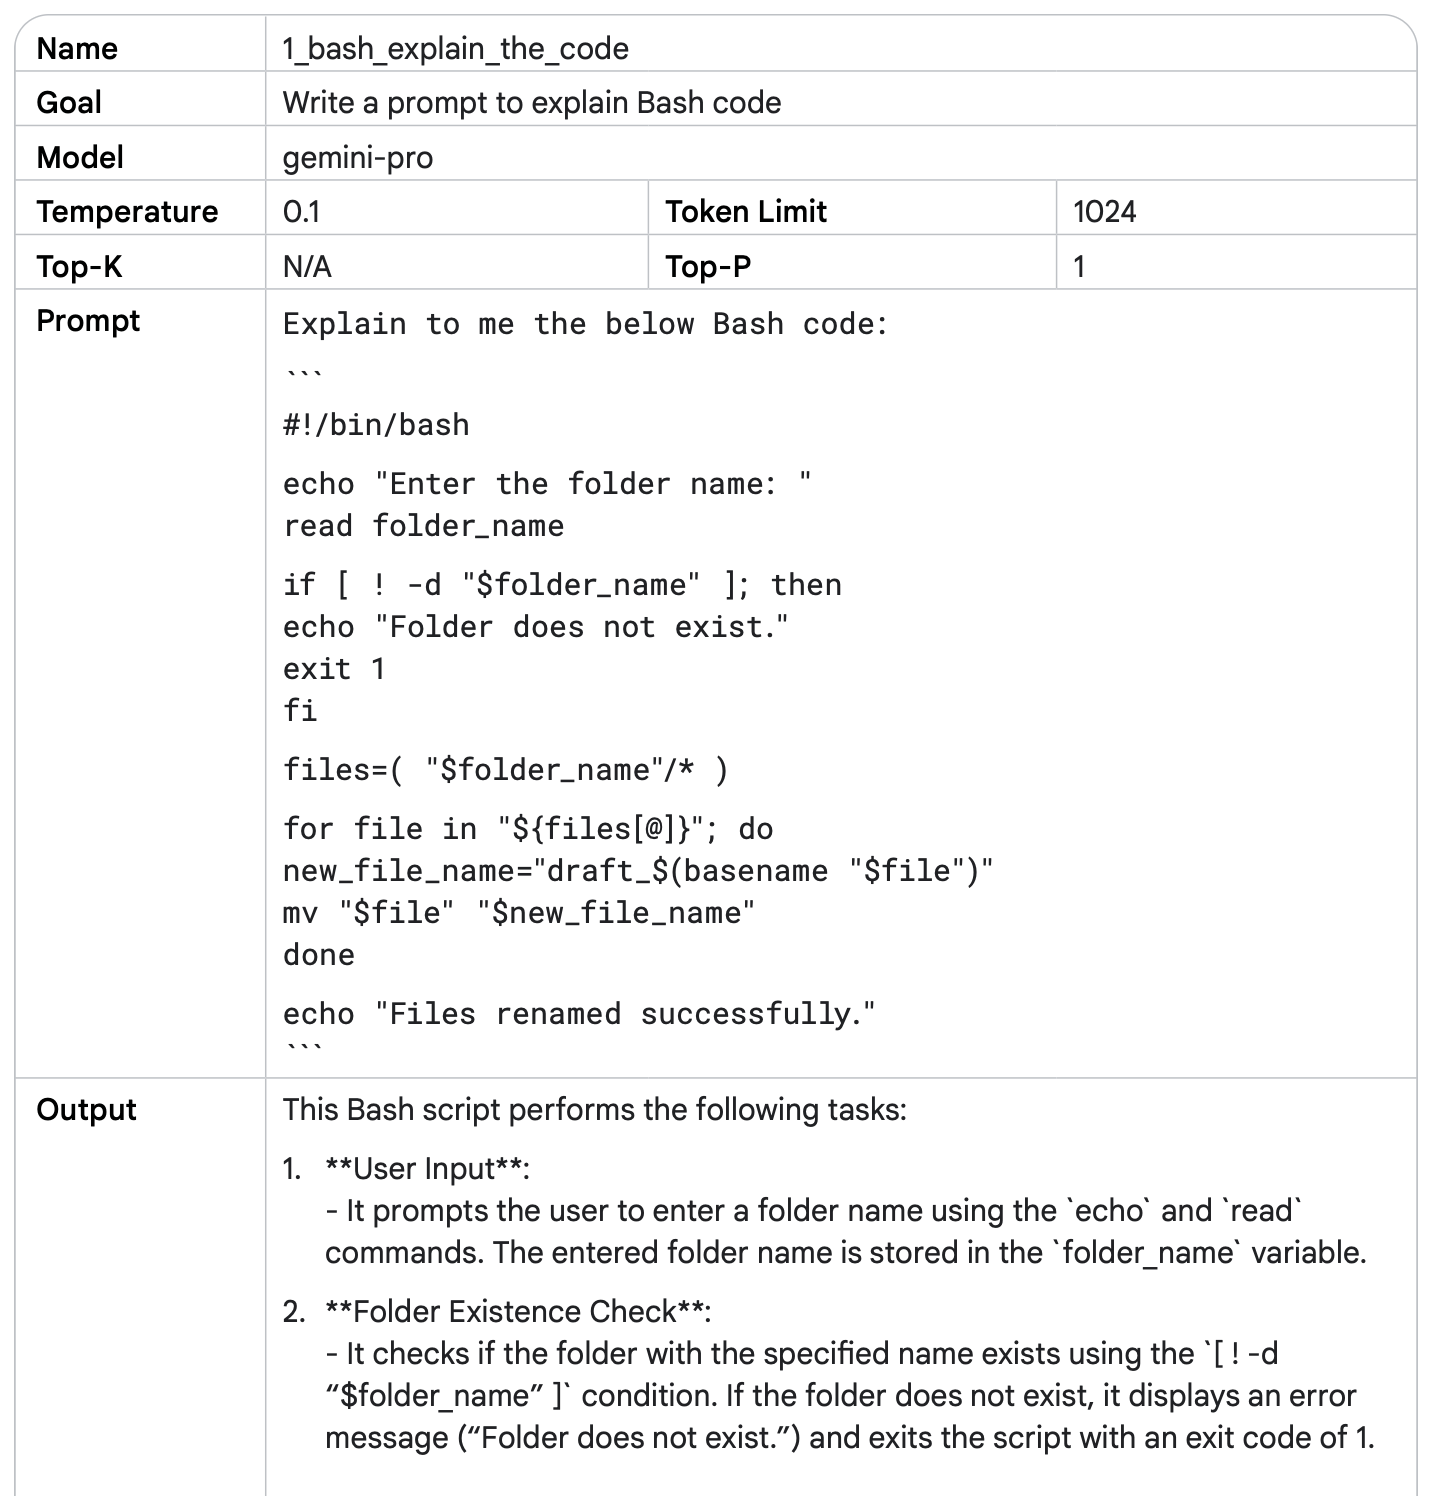 Name 1_bash_explain_the_code
Goal Write a prompt to explain Bash code
Model gemini-pro
Temperature 0.1 Token Limit 1024
Top-K N/A Top-P 1
Prompt Explain to me the below Bash code:
```
#!/bin/bash
echo "Enter the folder name: "
read folder_name
if [ ! -d "$folder_name" ]; then
echo "Folder does not exist."
exit 1
fi
files=( "$folder_name"/* )
for file in "${files[@]}"; do
new_file_name="draft_$(basename "$file")"
mv "$file" "$new_file_name"
done
echo "Files renamed successfully."
```
Output This Bash script performs the following tasks:
1. **User Input**:
- It prompts the user to enter a folder name using the `echo` and `read`
commands. The entered folder name is stored in the `folder_name` variable.
2. **Folder Existence Check**:
- It checks if the folder with the specified name exists using the `[ ! -d
“$folder_name” ]` condition. If the folder does not exist, it displays an error
message (“Folder does not exist.”) and exits the script with an exit code of 1.